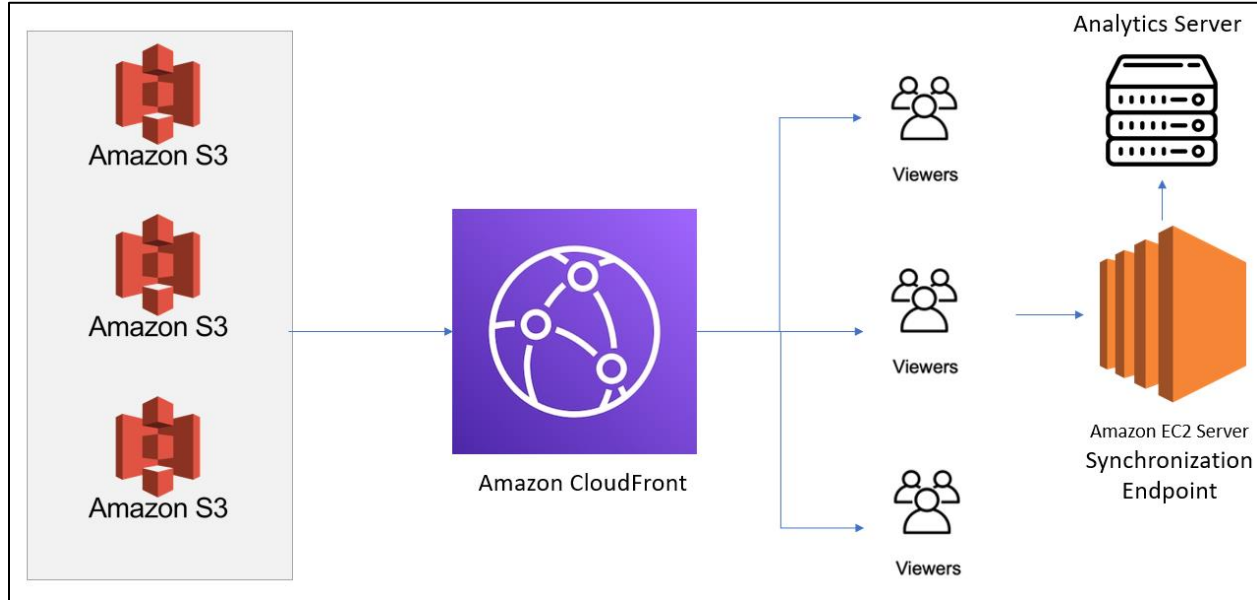 Amazon S3
Amazon S3
Amazon S3
Amazon CloudFront
Viewers
Viewers
Viewers
Analytics Server
Amazon EC2 Server
Synchronization
Endpoint